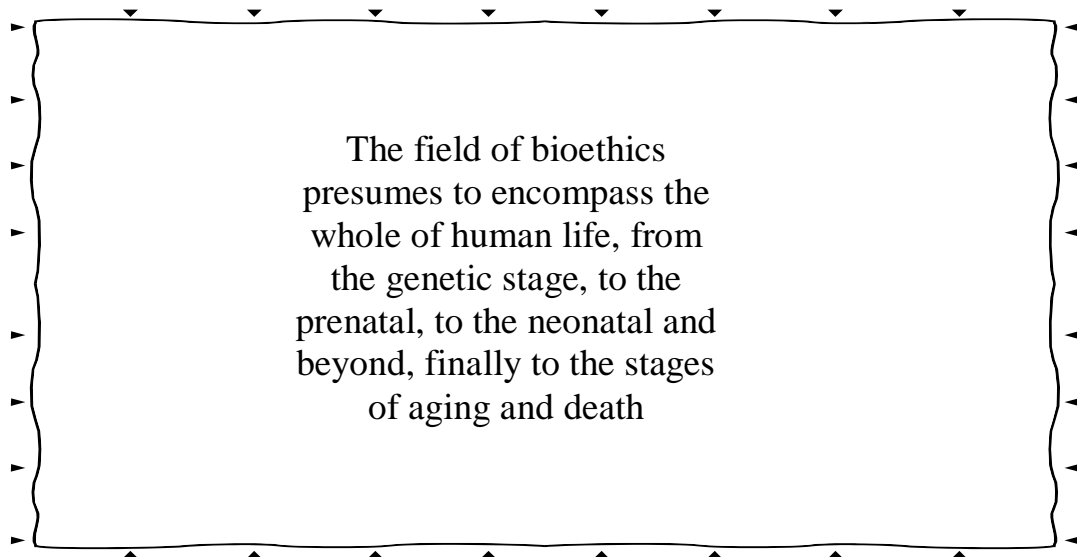 The field of bioethics
presumes to encompass the
whole of human life, from
the genetic stage, to the
prenatal, to the neonatal and
beyond, finally to the stages
of aging and death